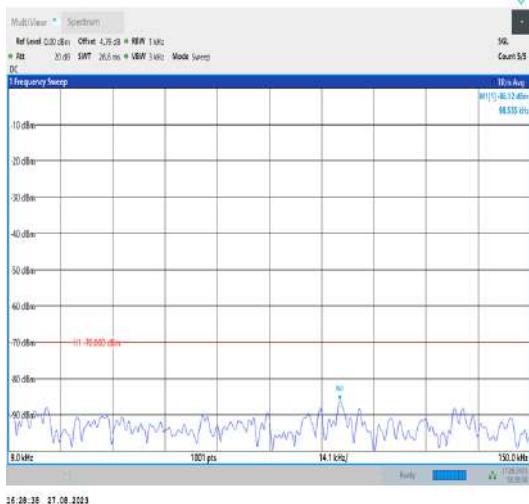 MultiView Spectrum
Ref Level 0.00 dBm Offset 4.79 dB RBW 1 kHz SGL
Att 20 dB SWT 26.6 ms VBW 3 kHz Mode Sweep Count 5/5
DC
1 Frequency Sweep
M1[1] -86.12 dBm
98.535 kHz
-10 dBm
-20 dBm
-30 dBm
-40 dBm
-50 dBm
-60 dBm
-70 dBm
H1 -70.000 dBm
-80 dBm
M1
-90 dBm
9.0 kHz 1001 pts 14.1 kHz/ 150.0 kHz
Ready
16:28:38 27.08.2023